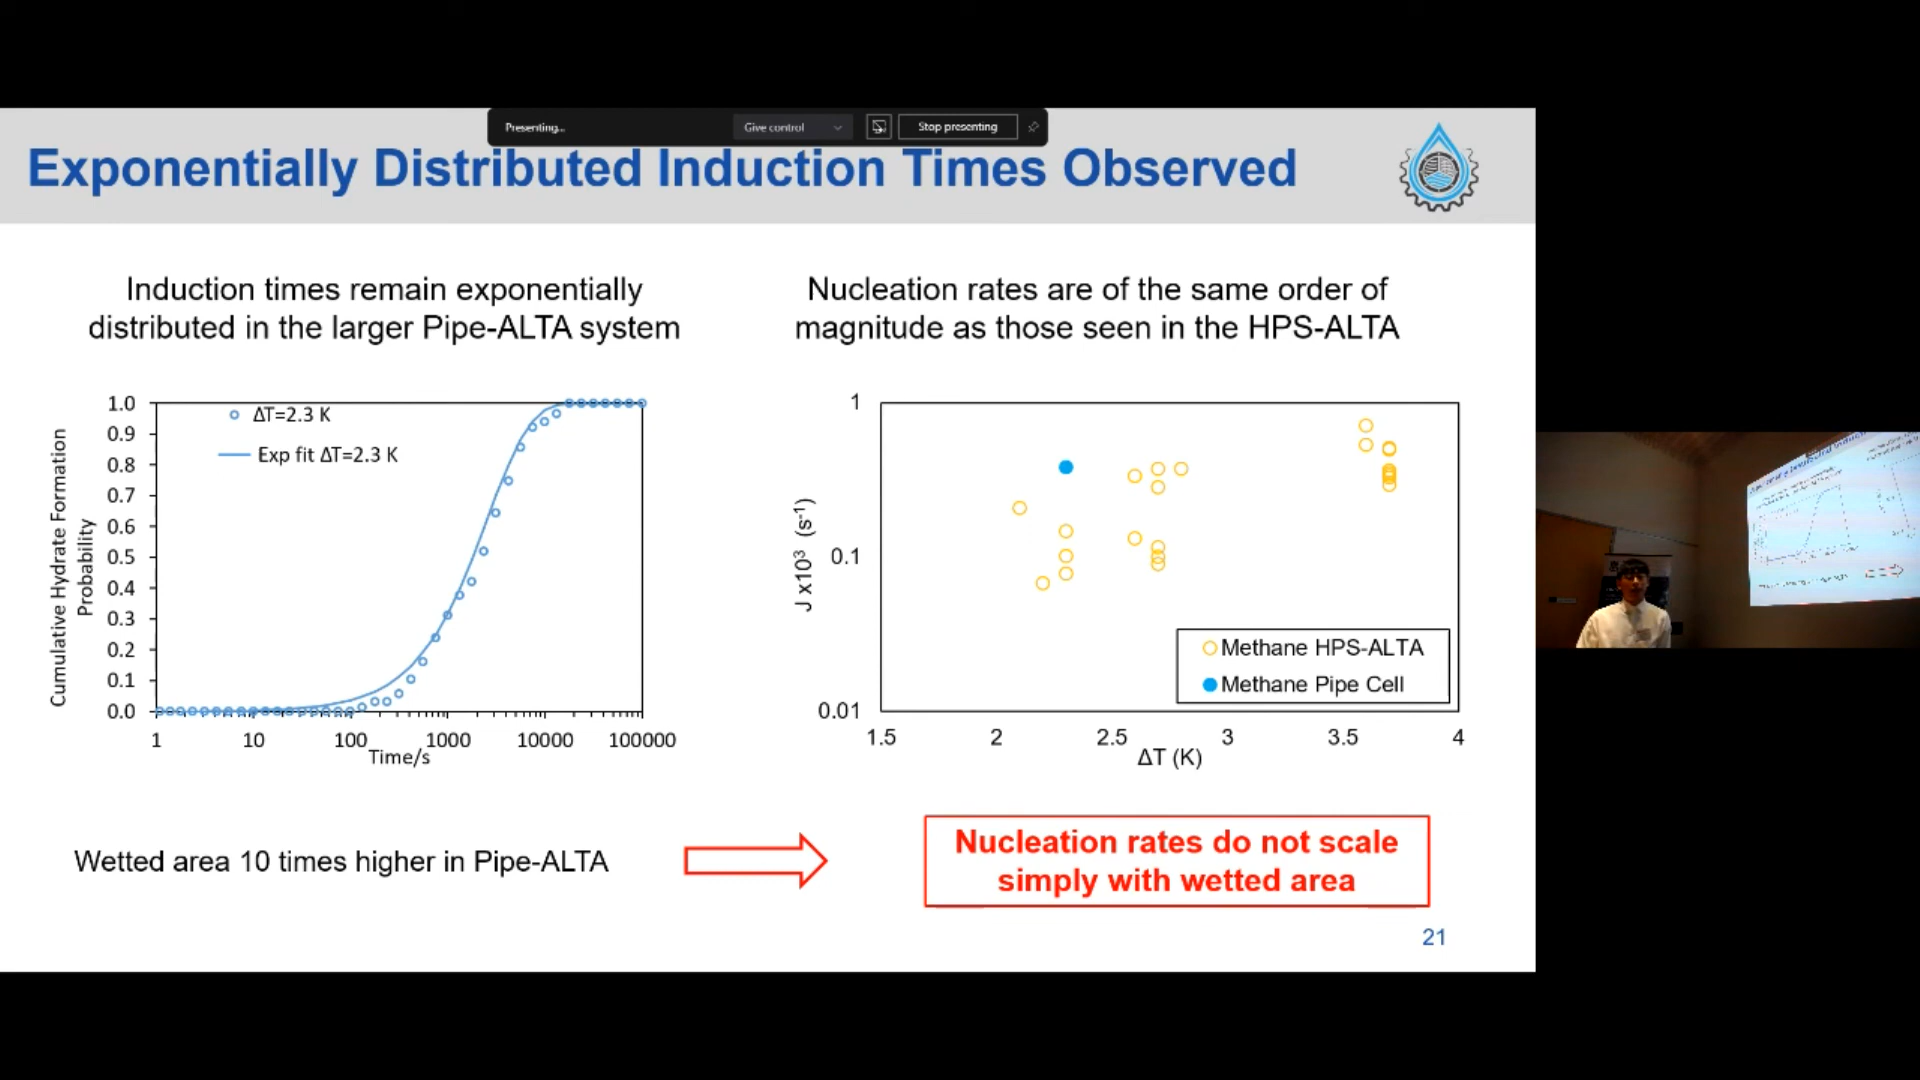 Presenting...
Give control
Stop presenting
Exponentially Distributed Induction Times Observed
Induction times remain exponentially
distributed in the larger Pipe-ALTA system
Nucleation rates are of the same order of
magnitude as those seen in the HPS-ALTA
Cumulative Hydrate Formation
Probability
1.0
0.9
0.8
0.7
0.6
0.5
0.4
0.3
0.2
0.1
0.0
ΔT=2.3 K
Exp fit ΔT=2.3 K
1 10 100 1000 10000 100000
Time/s
J x10³ (s⁻¹)
1
0.1
0.01
Methane HPS-ALTA
Methane Pipe Cell
1.5 2 2.5 3 3.5 4
ΔT (K)
Wetted area 10 times higher in Pipe-ALTA
Nucleation rates do not scale
simply with wetted area
21